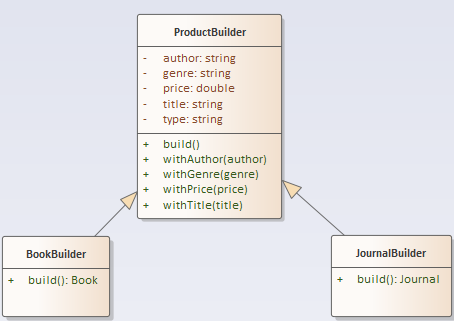 ProductBuilder
- author: string
- genre: string
- price: double
- title: string
- type: string
+ build()
+ withAuthor(author)
+ withGenre(genre)
+ withPrice(price)
+ withTitle(title)
BookBuilder
+ build(): Book
JournalBuilder
+ build(): Journal